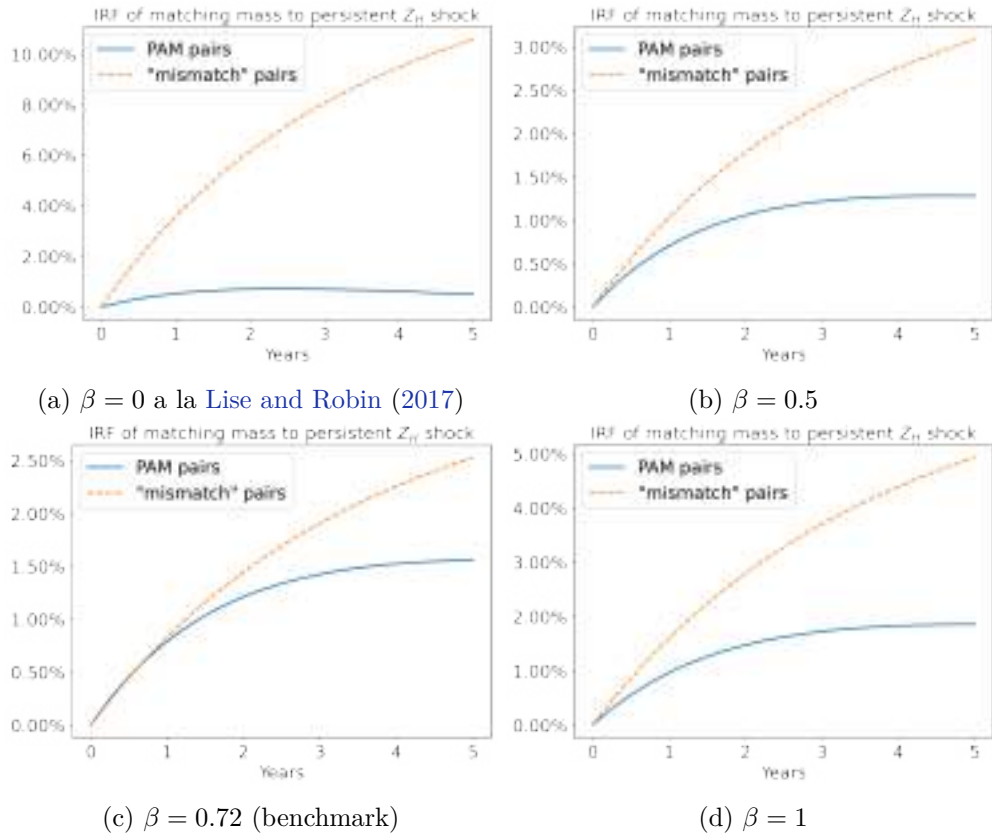 IRF of matching mass to persistent Z_H shock
PAM pairs
"mismatch" pairs
10.00%
8.00%
6.00%
4.00%
2.00%
0.00%
0 1 2 3 4 5
Years
(a) β = 0 a la Lise and Robin (2017)
IRF of matching mass to persistent Z_H shock
PAM pairs
"mismatch" pairs
3.00%
2.50%
2.00%
1.50%
1.00%
0.50%
0.00%
0 1 2 3 4 5
Years
(b) β = 0.5
IRF of matching mass to persistent Z_H shock
PAM pairs
"mismatch" pairs
2.50%
2.00%
1.50%
1.00%
0.50%
0.00%
0 1 2 3 4 5
Years
(c) β = 0.72 (benchmark)
IRF of matching mass to persistent Z_H shock
PAM pairs
"mismatch" pairs
5.00%
4.00%
3.00%
2.00%
1.00%
0.00%
0 1 2 3 4 5
Years
(d) β = 1